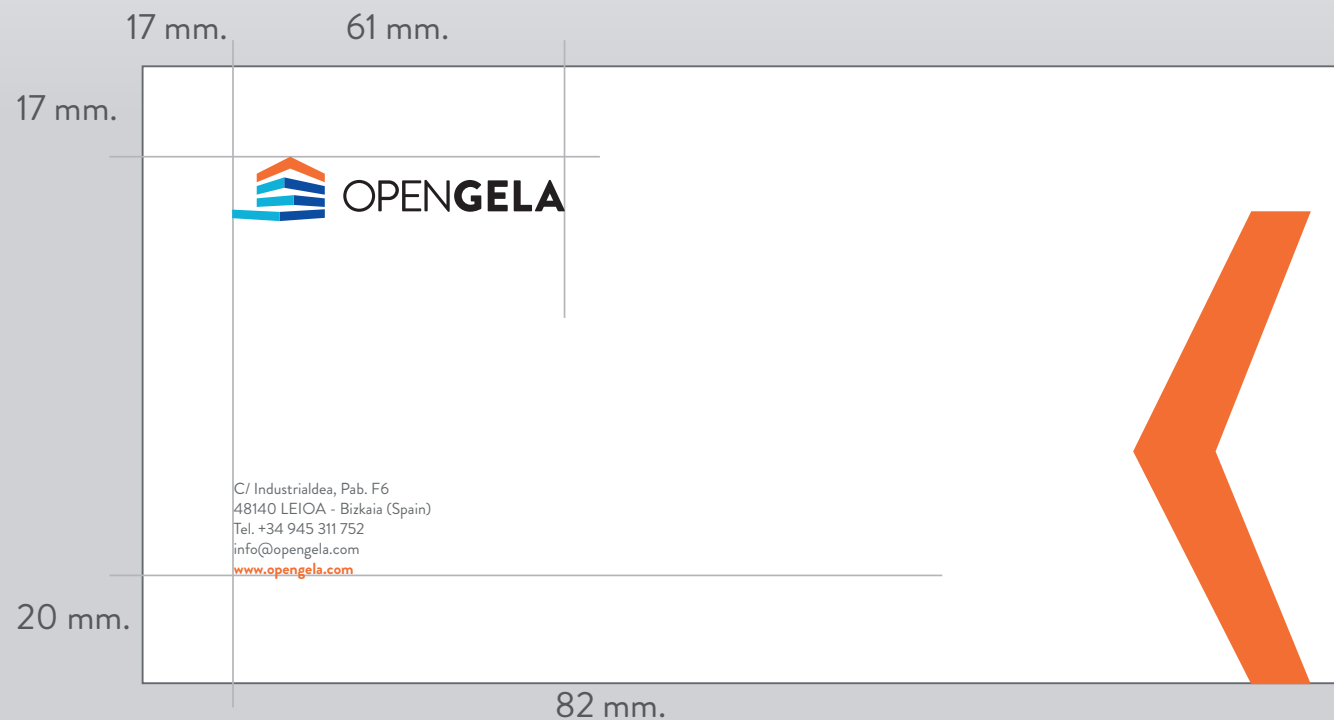 17 mm.
61 mm.
17 mm.
OPENGELA
C/ Industrialdea, Pab. F6
48140 LEIOA - Bizkaia (Spain)
Tel. +34 945 311 752
info@opengela.com
www.opengela.com
20 mm.
82 mm.